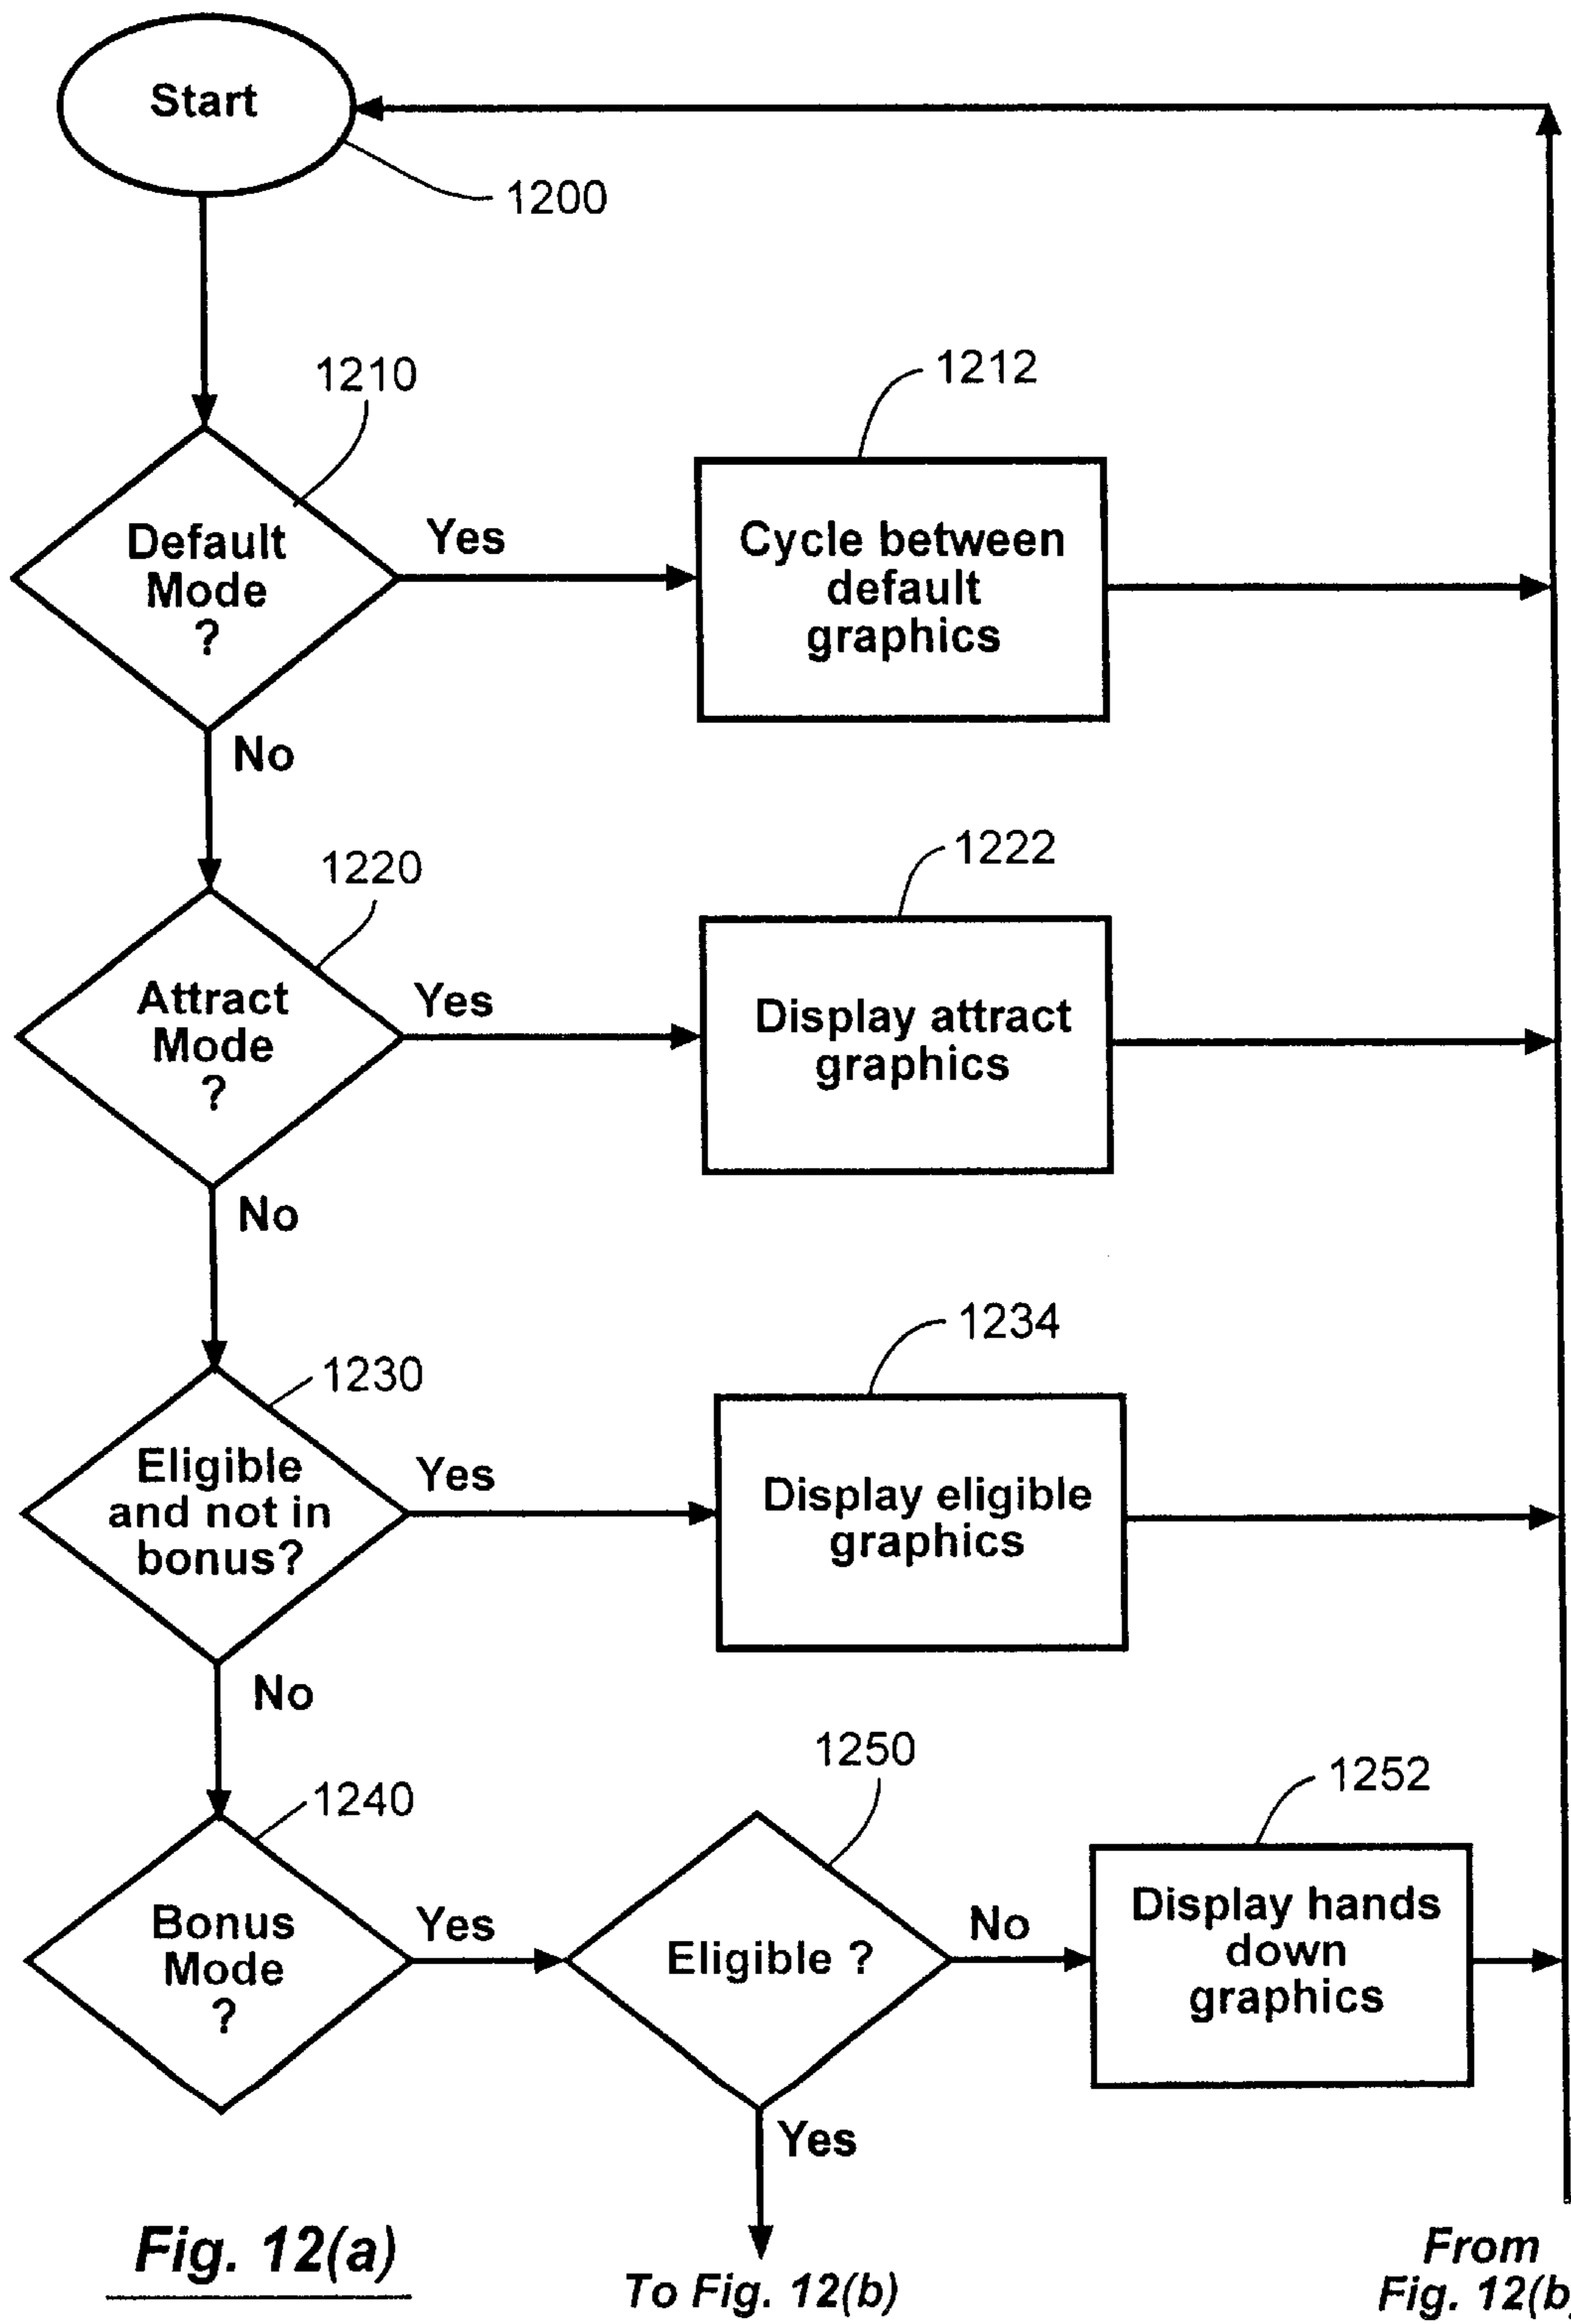 Start
1200
1210
1212
Default
Mode
?
Yes
Cycle between
default
graphics
No
1220
1222
Attract
Mode
?
Yes
Display attract
graphics
No
1230
1234
Eligible
and not in
bonus?
Yes
Display eligible
graphics
No
1240
1250
1252
Bonus
Mode
?
Yes
Eligible ?
No
Display hands
down
graphics
Yes
Fig. 12(a)
To Fig. 12(b)
From
Fig. 12(b